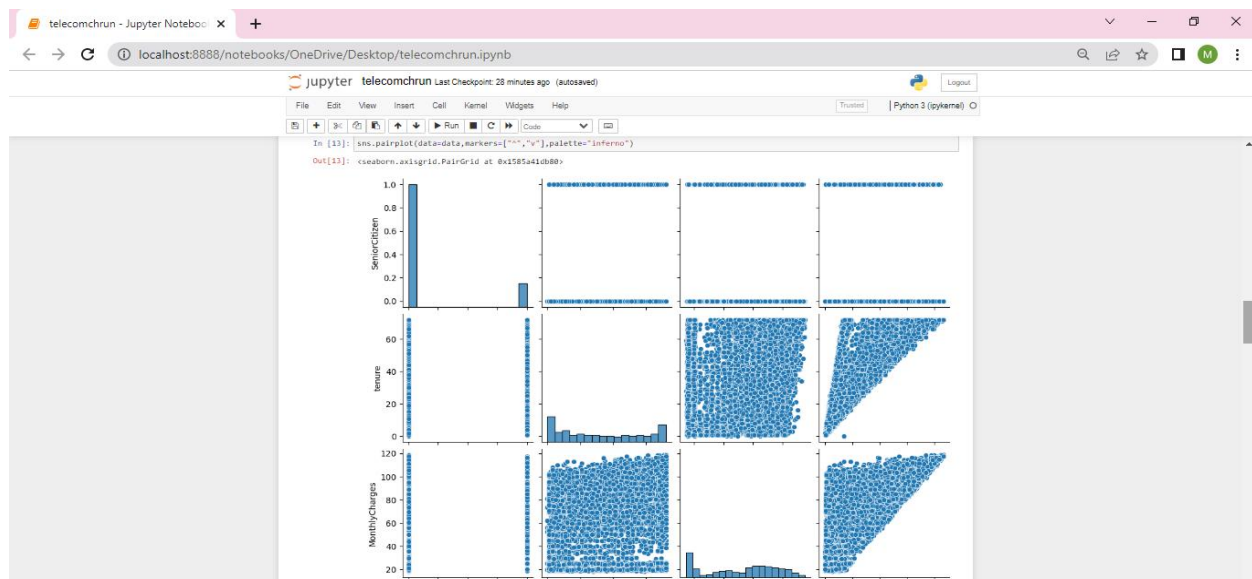 telecomchrun - Jupyter Noteboo
localhost:8888/notebooks/OneDrive/Desktop/telecomchrun.ipynb
M
jupyter telecomchrun Last Checkpoint: 28 minutes ago (autosaved)
Logout
File Edit View Insert Cell Kernel Widgets Help
Trusted
Python 3 (ipykernel)
Run
Code
In [13]: sns.pairplot(data=data,markers=["^","v"],palette="inferno")
Out[13]: <seaborn.axisgrid.PairGrid at 0x1585a41db80>
1.0
0.8
0.6
0.4
0.2
0.0
SeniorCitizen
60
40
20
0
tenure
120
100
80
60
40
20
MonthlyCharges